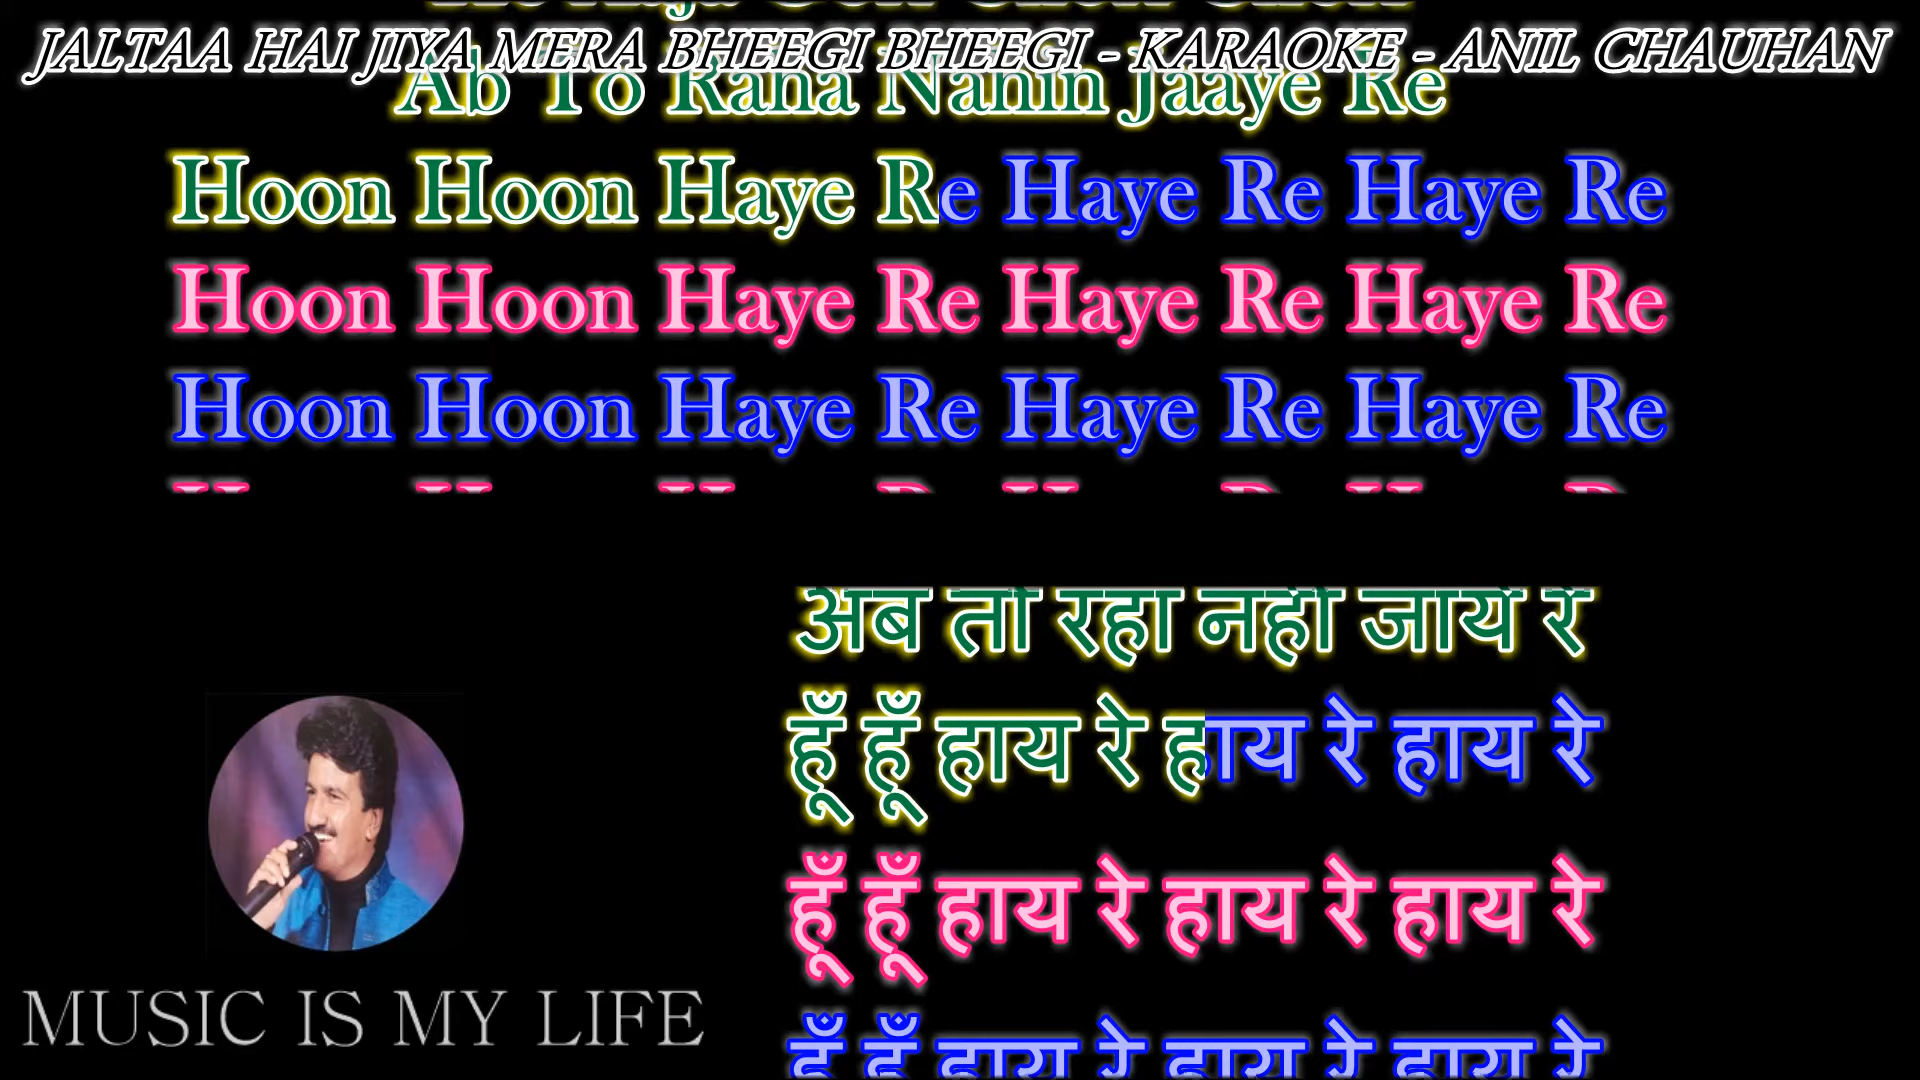 JALTAA HAI JIYA MERA BHEEGI BHEEGI - KARAOKE - ANIL CHAUHAN
Ab To Raha Nahin Jaaye Re
Hoon Hoon Haye Re Haye Re Haye Re
Hoon Hoon Haye Re Haye Re Haye Re
Hoon Hoon Haye Re Haye Re Haye Re
अब तो रहा नहीं जाये रे
हूँ हूँ हाय रे हाय रे हाय रे
हूँ हूँ हाय रे हाय रे हाय रे
हूँ हूँ हाय रे हाय रे हाय रे
MUSIC IS MY LIFE